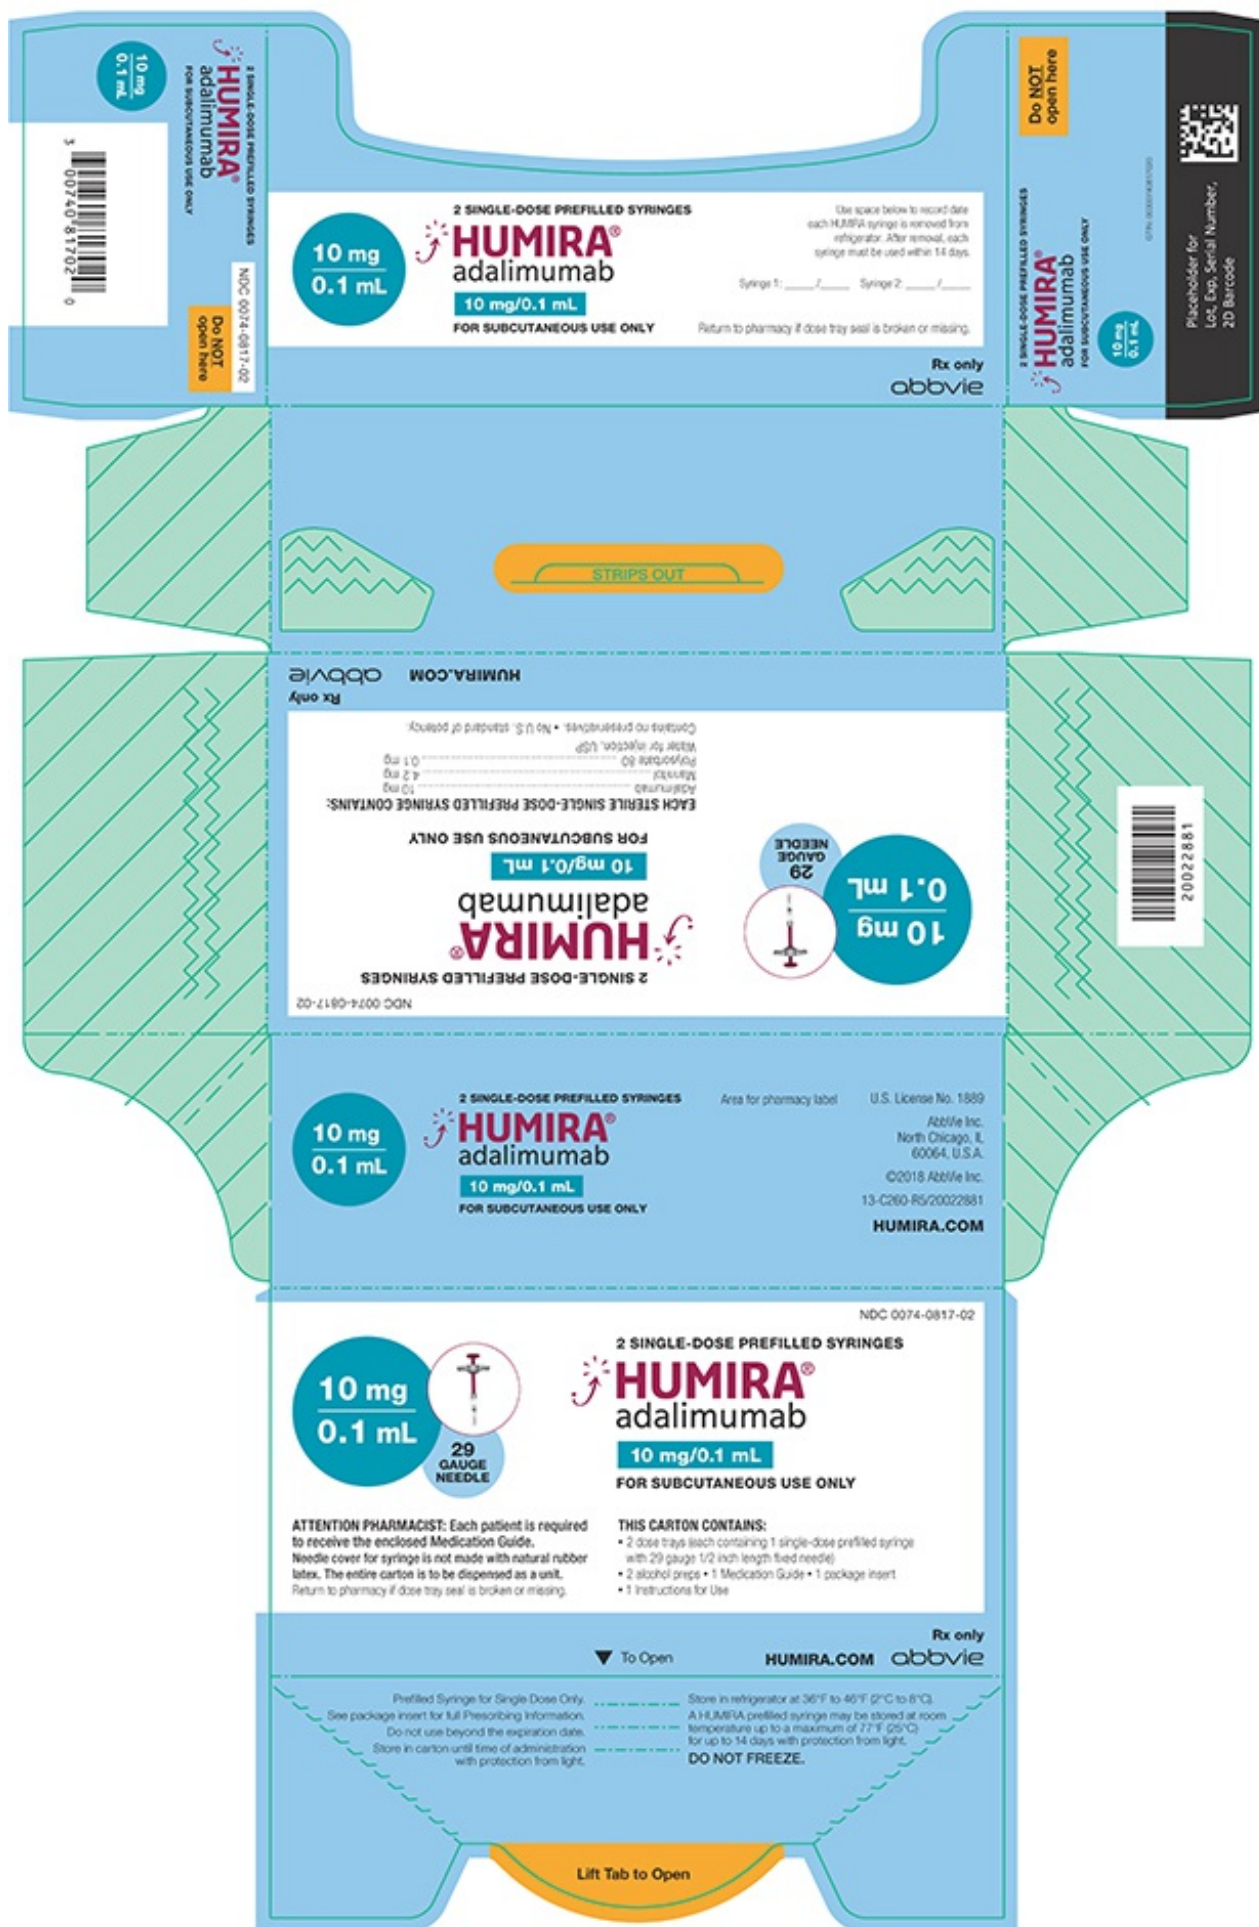 2 SINGLE-DOSE PREFILLED SYRINGES
HUMIRA®
adalimumab
FOR SUBCUTANEOUS USE ONLY
10 mg
0.1 mL
NDC 0074-0817-02
Do NOT
open here
3 00740 81702 0
10 mg
0.1 mL
2 SINGLE-DOSE PREFILLED SYRINGES
HUMIRA®
adalimumab
10 mg/0.1 mL
FOR SUBCUTANEOUS USE ONLY
Use space below to record date
each HUMIRA syringe is removed from
refrigerator. After removal, each
syringe must be used within 14 days.
Syringe 1: _____/_____ Syringe 2: _____/_____
Return to pharmacy if dose tray seal is broken or missing.
Rx only
abbvie
Do NOT
open here
2 SINGLE-DOSE PREFILLED SYRINGES
HUMIRA®
adalimumab
FOR SUBCUTANEOUS USE ONLY
10 mg
0.1 mL
Placeholder for
Lot, Exp, Serial Number,
2D Barcode
STRIPS OUT
NDC 0074-0817-02
2 SINGLE-DOSE PREFILLED SYRINGES
HUMIRA®
adalimumab
10 mg/0.1 mL
FOR SUBCUTANEOUS USE ONLY
10 mg
0.1 mL
29
GAUGE
NEEDLE
EACH STERILE SINGLE-DOSE PREFILLED SYRINGE CONTAINS:
Adalimumab 10 mg
Mannitol 4.2 mg
Polysorbate 80 0.1 mg
Water for injection, USP
Contains no preservatives. • No U.S. standard of potency.
Rx only
abbvie HUMIRA.COM
20022881
10 mg
0.1 mL
2 SINGLE-DOSE PREFILLED SYRINGES
HUMIRA®
adalimumab
10 mg/0.1 mL
FOR SUBCUTANEOUS USE ONLY
Area for pharmacy label
U.S. License No. 1889
AbbVie Inc.
North Chicago, IL
60064, U.S.A.
©2018 AbbVie Inc.
13-C260-R5/20022881
HUMIRA.COM
NDC 0074-0817-02
10 mg
0.1 mL
29
GAUGE
NEEDLE
2 SINGLE-DOSE PREFILLED SYRINGES
HUMIRA®
adalimumab
10 mg/0.1 mL
FOR SUBCUTANEOUS USE ONLY
ATTENTION PHARMACIST: Each patient is required
to receive the enclosed Medication Guide.
Needle cover for syringe is not made with natural rubber
latex. The entire carton is to be dispensed as a unit.
Return to pharmacy if dose tray seal is broken or missing.
THIS CARTON CONTAINS:
• 2 dose trays (each containing 1 single-dose prefilled syringe
with 29 gauge 1/2 inch length fixed needle)
• 2 alcohol preps • 1 Medication Guide • 1 package insert
• 1 Instructions for Use
Rx only
▼ To Open
HUMIRA.COM abbvie
Prefilled Syringe for Single Dose Only.
See package insert for full Prescribing Information.
Do not use beyond the expiration date.
Store in carton until time of administration
with protection from light.
Store in refrigerator at 36°F to 46°F (2°C to 8°C).
A HUMIRA prefilled syringe may be stored at room
temperature up to a maximum of 77°F (25°C)
for up to 14 days with protection from light.
DO NOT FREEZE.
Lift Tab to Open